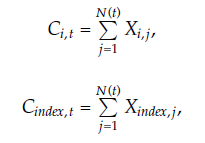 C_{i,t} = \sum_{j=1}^{N(t)} X_{i,j},
C_{index,t} = \sum_{j=1}^{N(t)} X_{index,j},